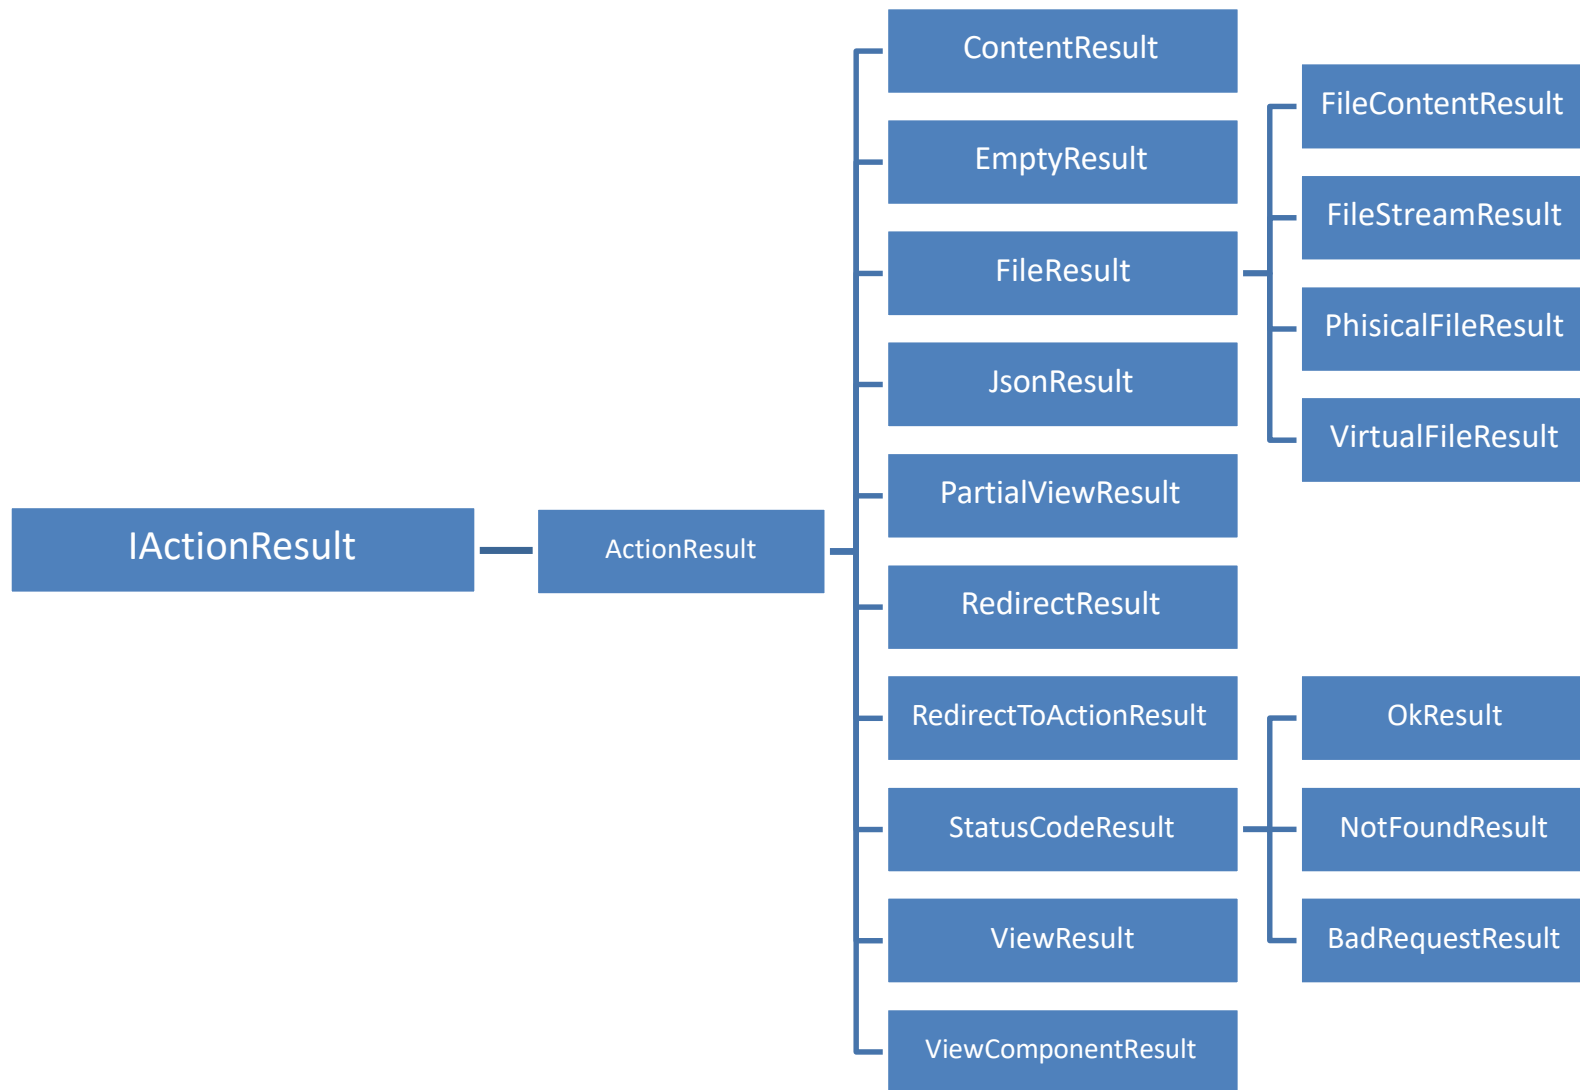 IActionResult
ActionResult
ContentResult
EmptyResult
FileResult
FileContentResult
FileStreamResult
PhisicalFileResult
VirtualFileResult
JsonResult
PartialViewResult
RedirectResult
RedirectToActionResult
StatusCodeResult
OkResult
NotFoundResult
BadRequestResult
ViewResult
ViewComponentResult